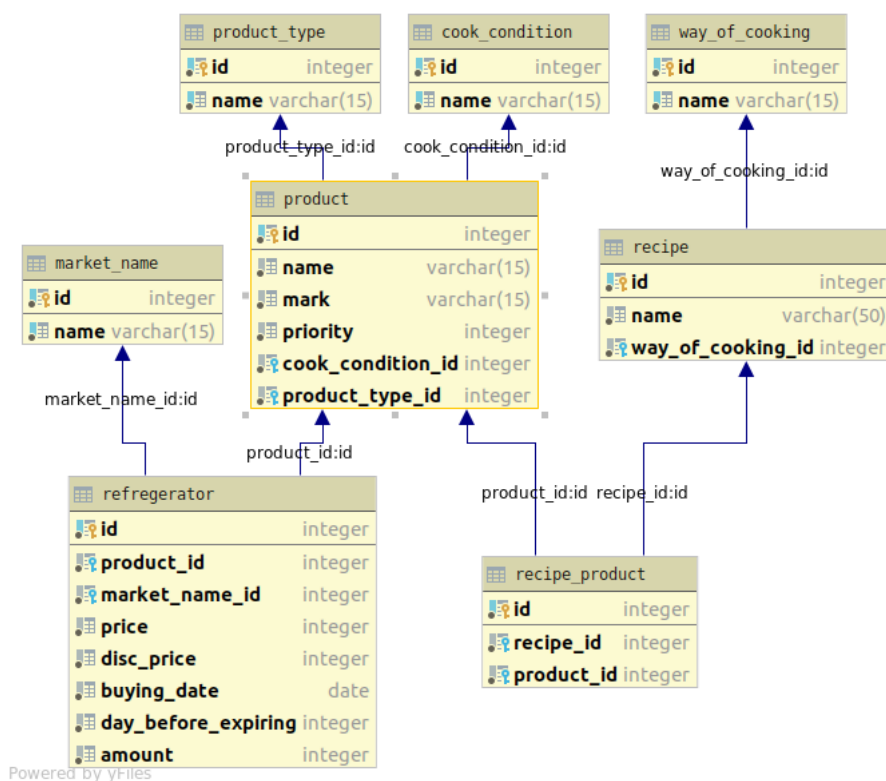 product_type
id integer
name varchar(15)
cook_condition
id integer
name varchar(15)
way_of_cooking
id integer
name varchar(15)
product_type_id:id
cook_condition_id:id
way_of_cooking_id:id
product
id integer
name varchar(15)
mark varchar(15)
priority integer
cook_condition_id integer
product_type_id integer
market_name
id integer
name varchar(15)
recipe
id integer
name varchar(50)
way_of_cooking_id integer
market_name_id:id
product_id:id
product_id:id
recipe_id:id
refregerator
id integer
product_id integer
market_name_id integer
price integer
disc_price integer
buying_date date
day_before_expiring integer
amount integer
recipe_product
id integer
recipe_id integer
product_id integer
Powered by yFiles